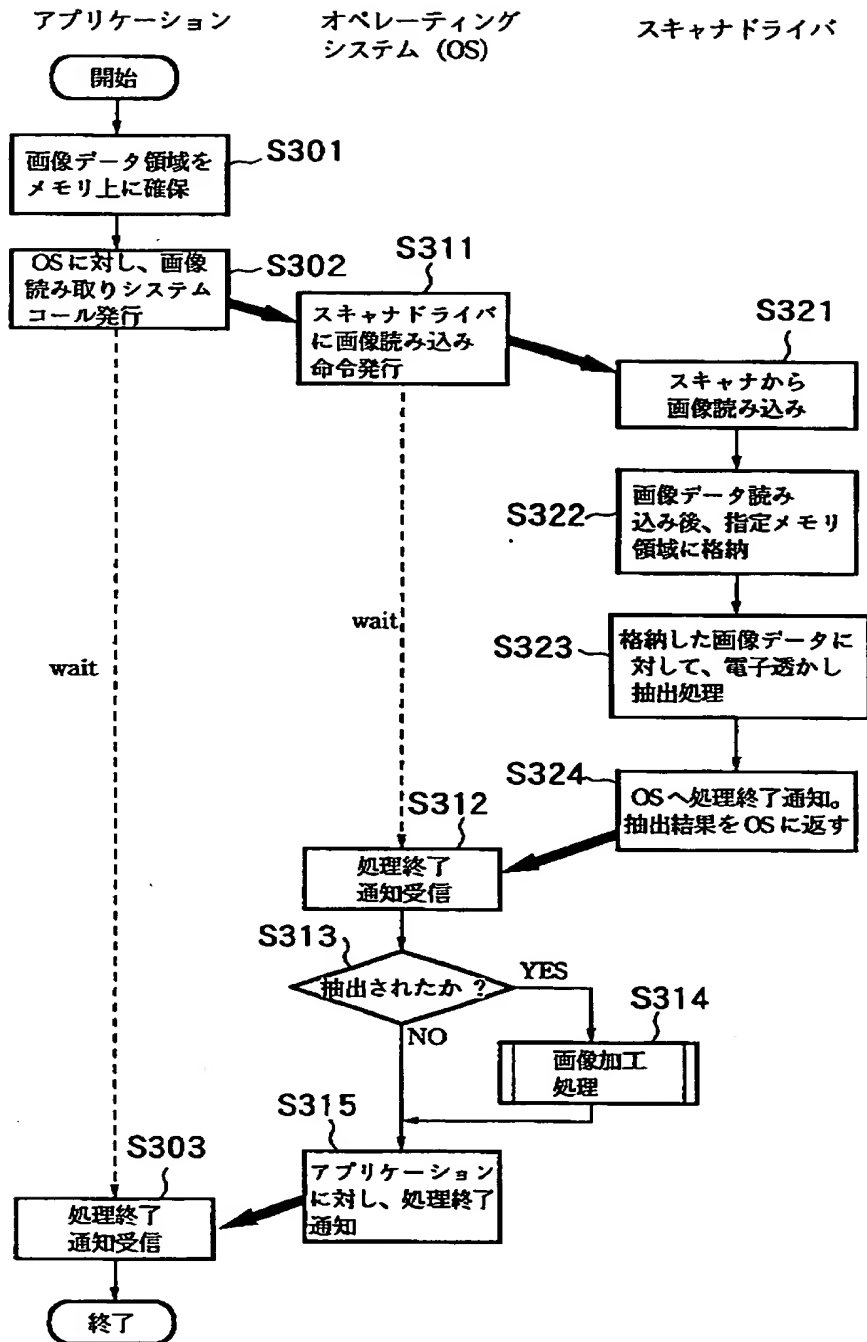 アプリケーション
オペレーティング
システム (OS)
スキャナドライバ
開始
S301
画像データ領域を
メモリ上に確保
S302
OSに対し、画像
読み取りシステム
コール発行
S311
スキャナドライバ
に画像読み込み
命令発行
S321
スキャナから
画像読み込み
S322
画像データ読み
込み後、指定メモリ
領域に格納
wait
wait
S323
格納した画像データに
対して、電子透かし
抽出処理
S324
OSへ処理終了通知。
抽出結果をOSに返す
S312
処理終了
通知受信
S313
抽出されたか ?
YES
NO
S314
画像加工
処理
S315
アプリケーション
に対し、処理終了
通知
S303
処理終了
通知受信
終了